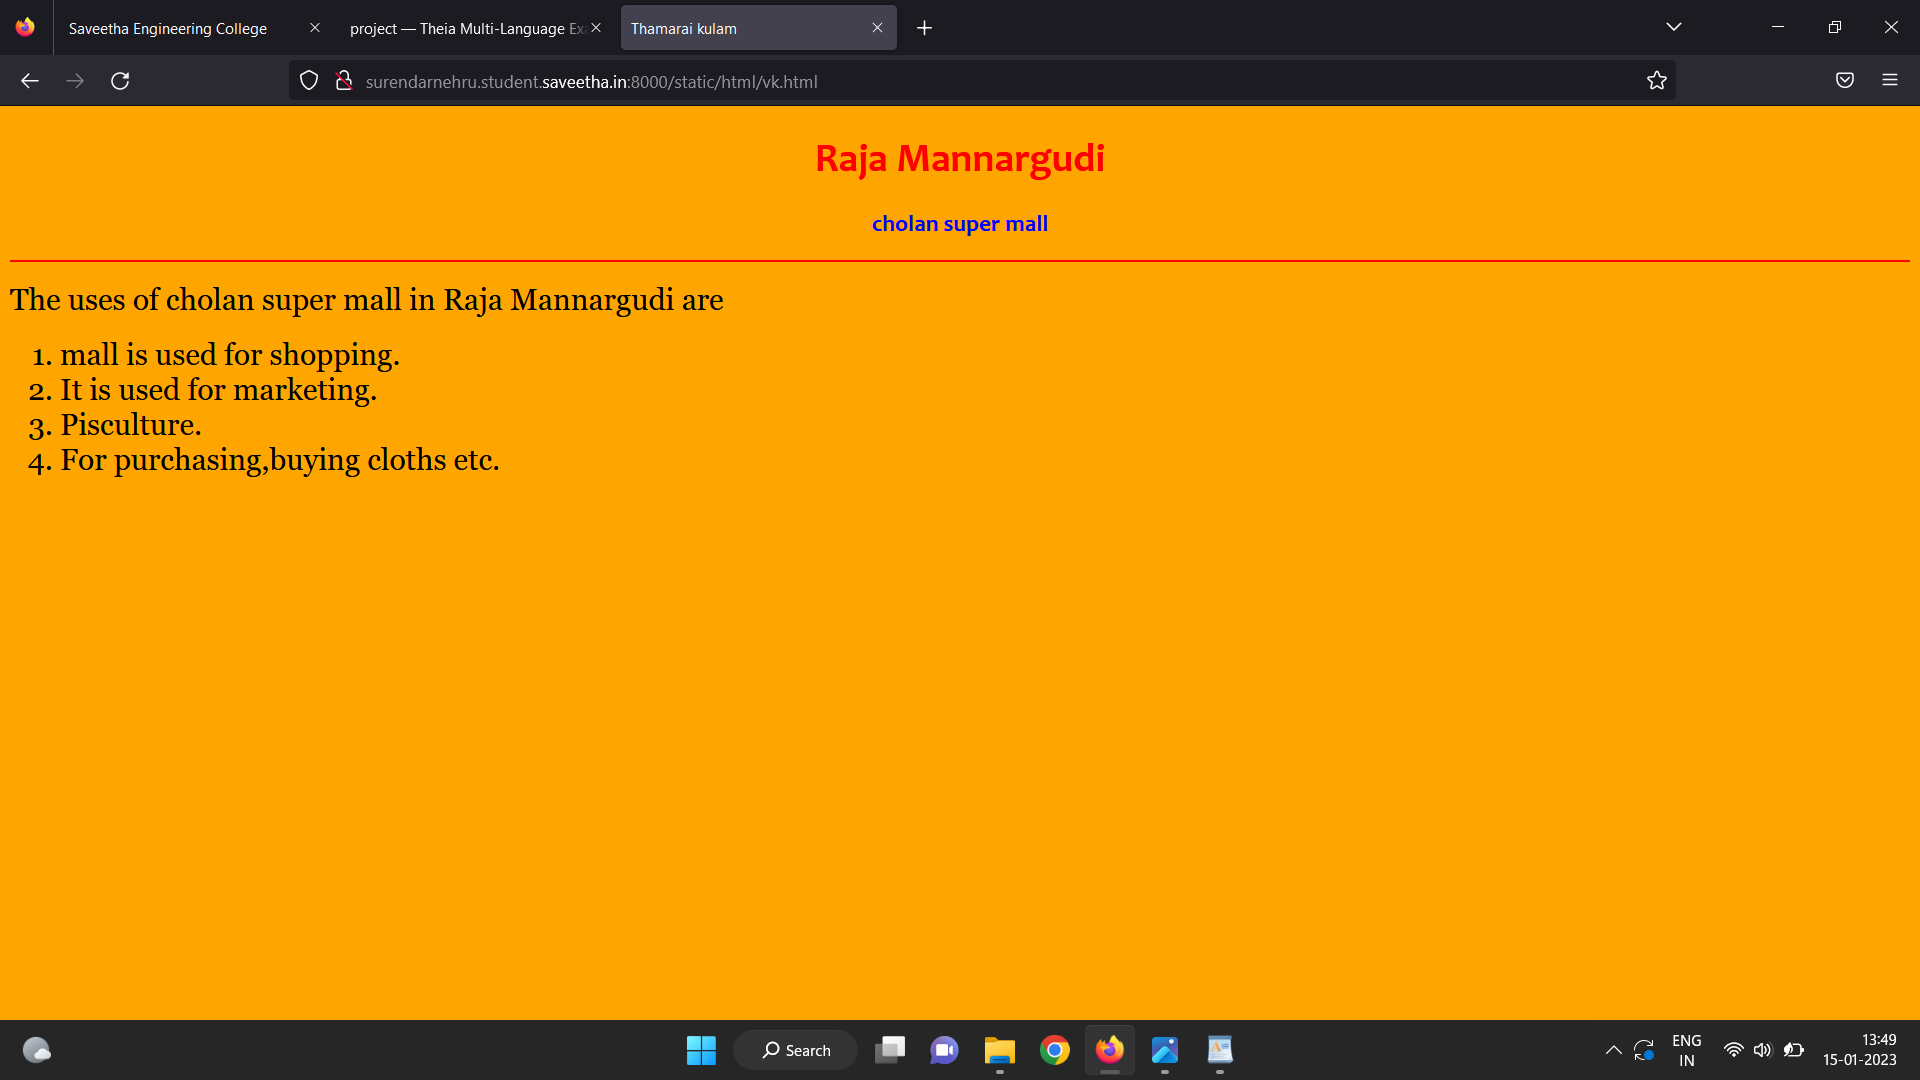 Saveetha Engineering College
project — Theia Multi-Language
Thamarai kulam
surendarnehru.student.saveetha.in:8000/static/html/vk.html
Raja Mannargudi
cholan super mall
The uses of cholan super mall in Raja Mannargudi are
1. mall is used for shopping.
2. It is used for marketing.
3. Pisculture.
4. For purchasing,buying cloths etc.
Search
ENG
IN
13:49
15-01-2023